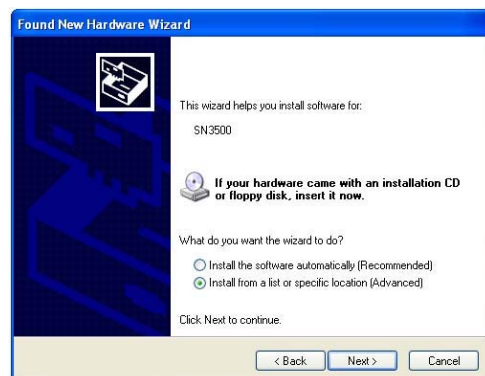 Found New Hardware Wizard
This wizard helps you install software for:
SN3500
If your hardware came with an installation CD
or floppy disk, insert it now.
What do you want the wizard to do?
Install the software automatically (Recommended)
Install from a list or specific location (Advanced)
Click Next to continue.
< Back Next > Cancel